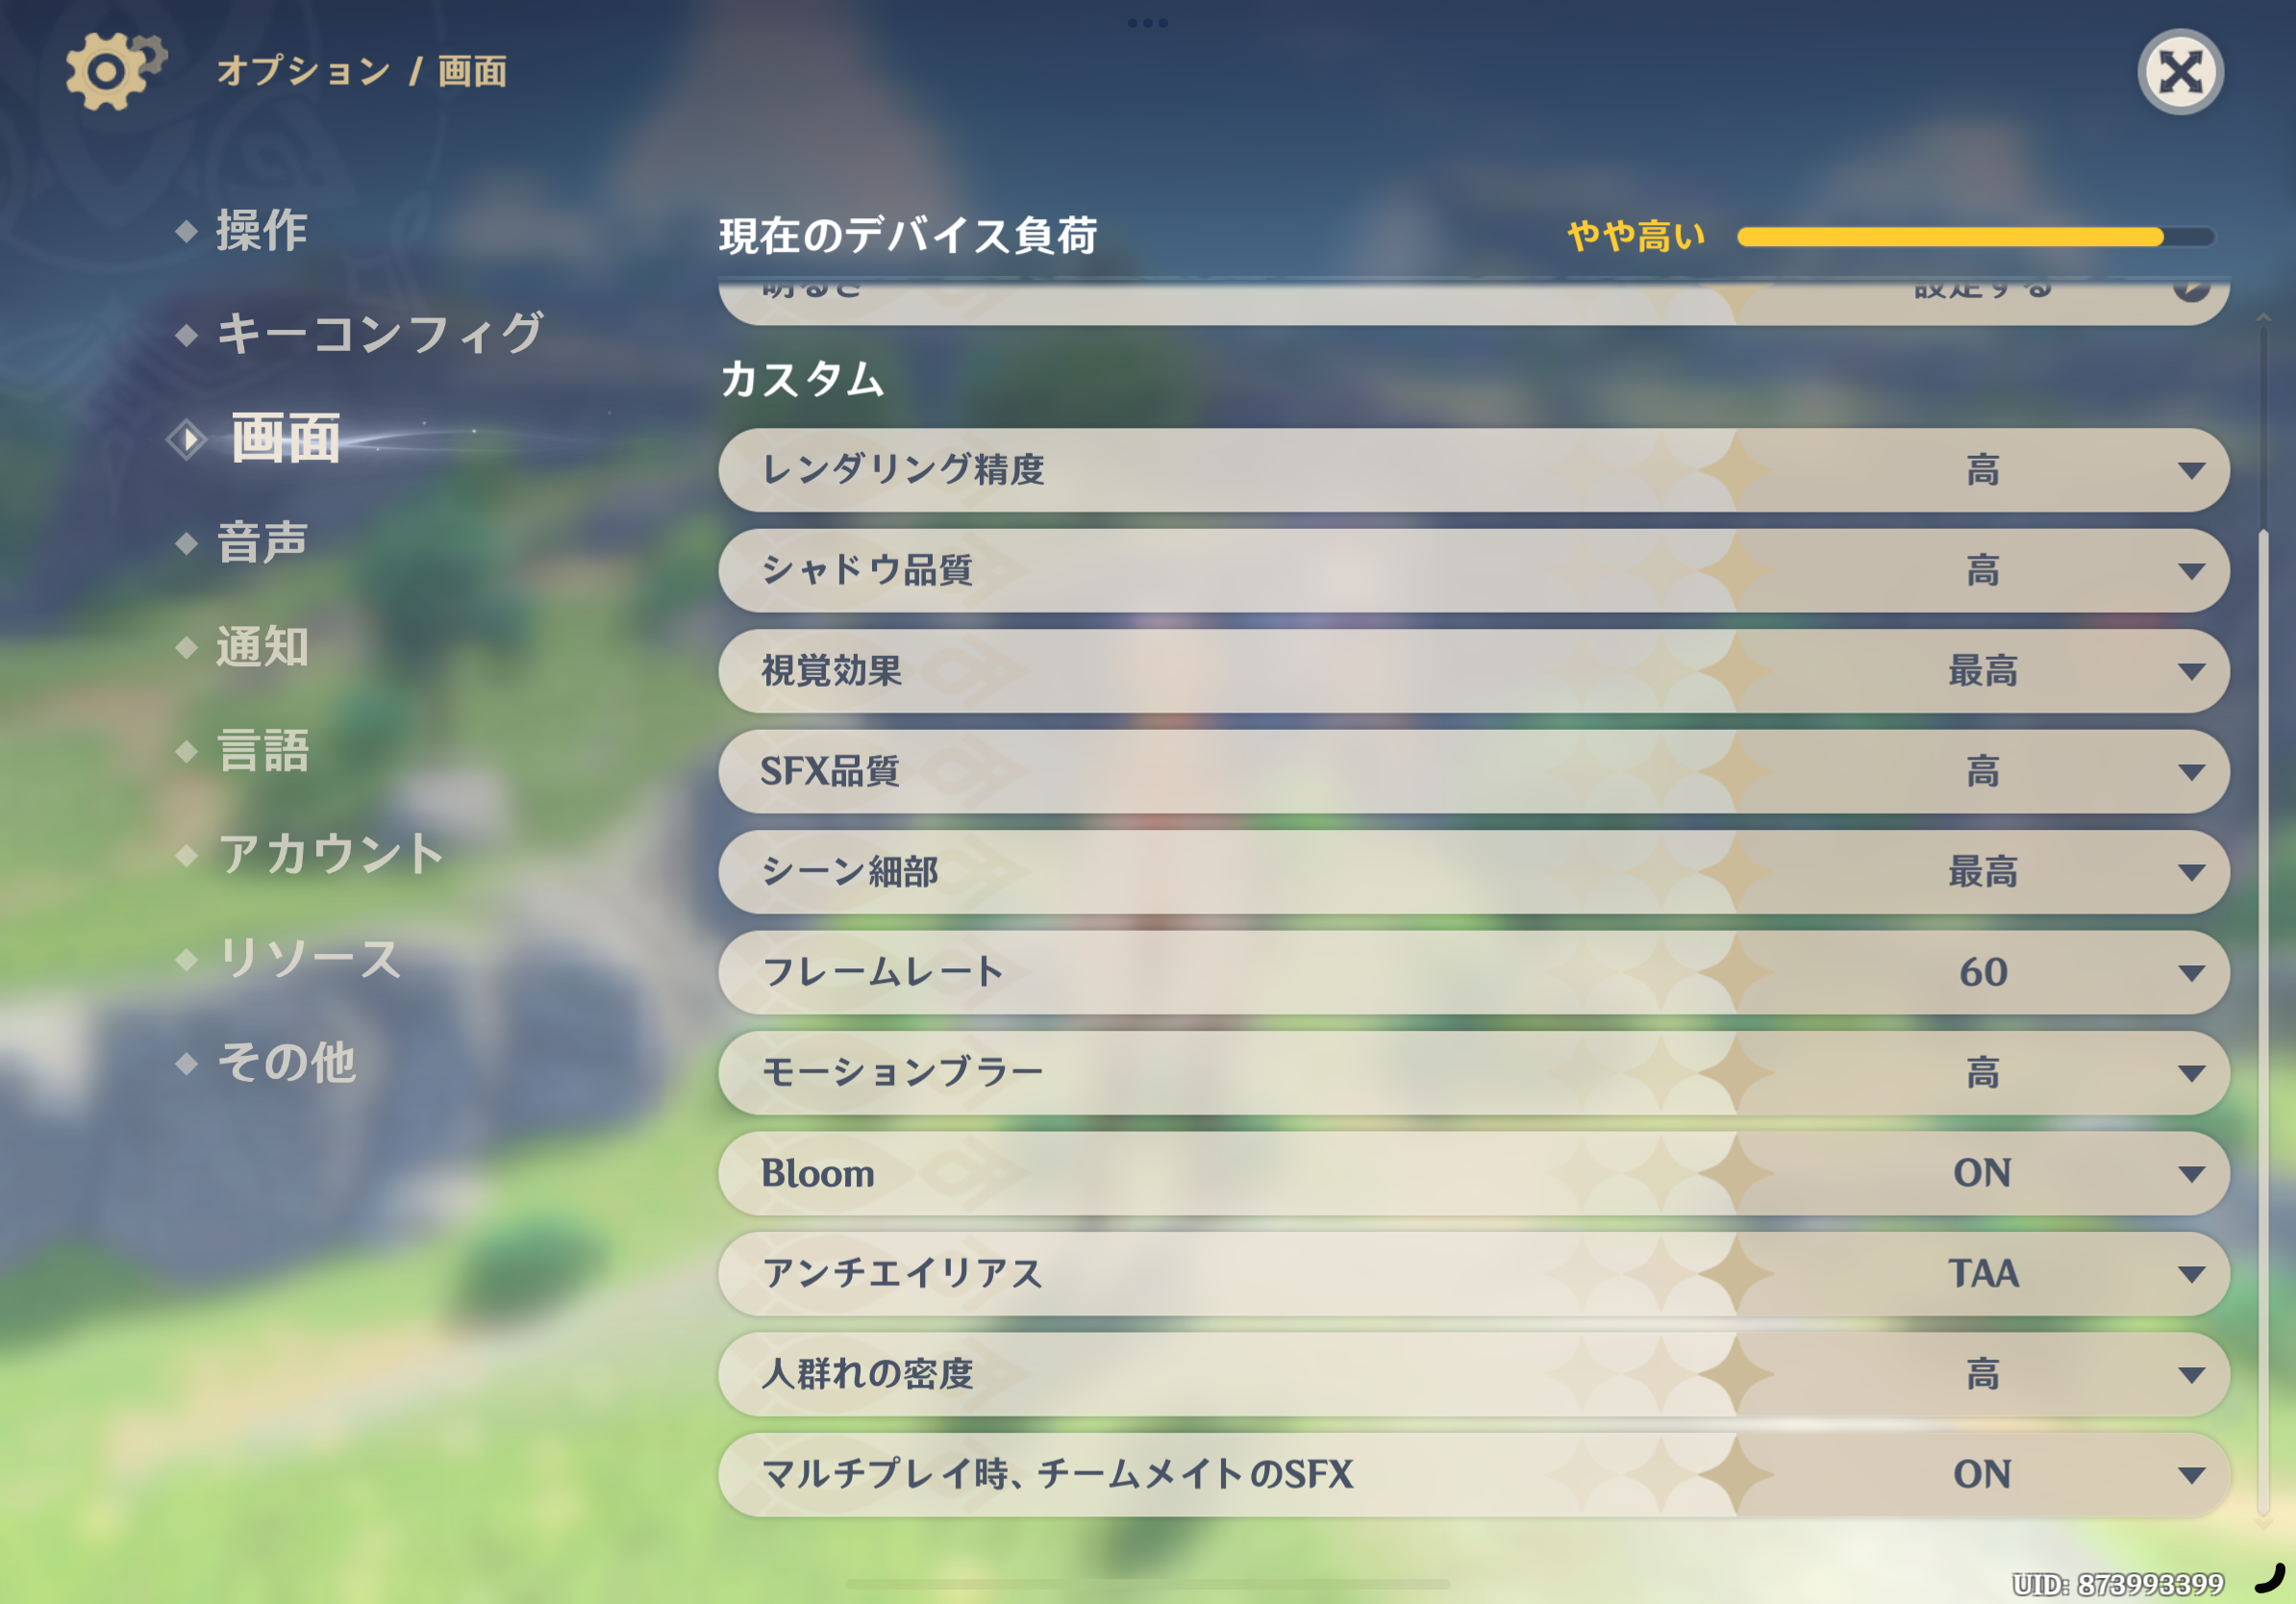 オプション / 画面
操作
キーコンフィグ
画面
音声
通知
言語
アカウント
リソース
その他
現在のデバイス負荷 やや高い
明るさ 設定する
カスタム
レンダリング精度 高
シャドウ品質 高
視覚効果 最高
SFX品質 高
シーン細部 最高
フレームレート 60
モーションブラー 高
Bloom ON
アンチエイリアス TAA
人群れの密度 高
マルチプレイ時、チームメイトのSFX ON
UID: 873993399